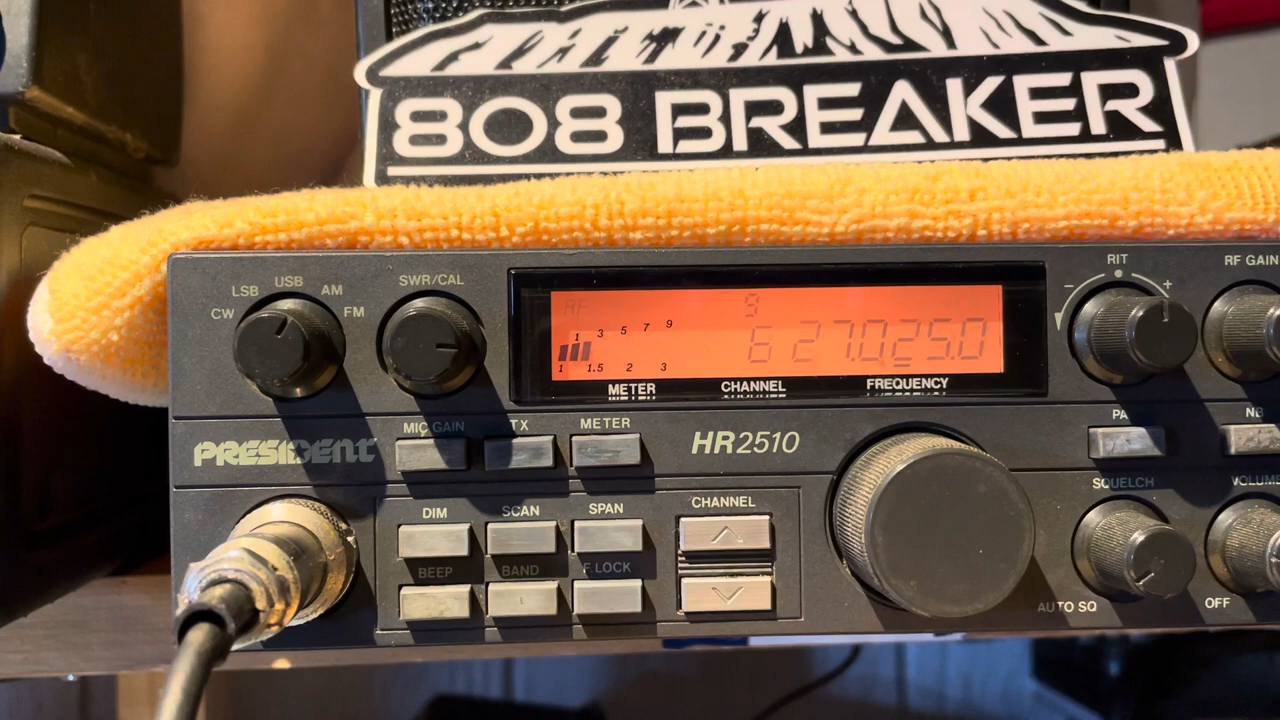 808 BREAKER
LSB USB AM
CW FM
SWR/CAL
RF
1 3 5 7 9
1 1.5 2 3
9
6 27.025.0
METER CHANNEL FREQUENCY
RIT
- +
RF GAIN
PRESIDENT
MIC GAIN TX METER
HR2510
PA NB
DIM SCAN SPAN CHANNEL
BEEP BAND F.LOCK
SQUELCH VOLUME
AUTO SQ OFF